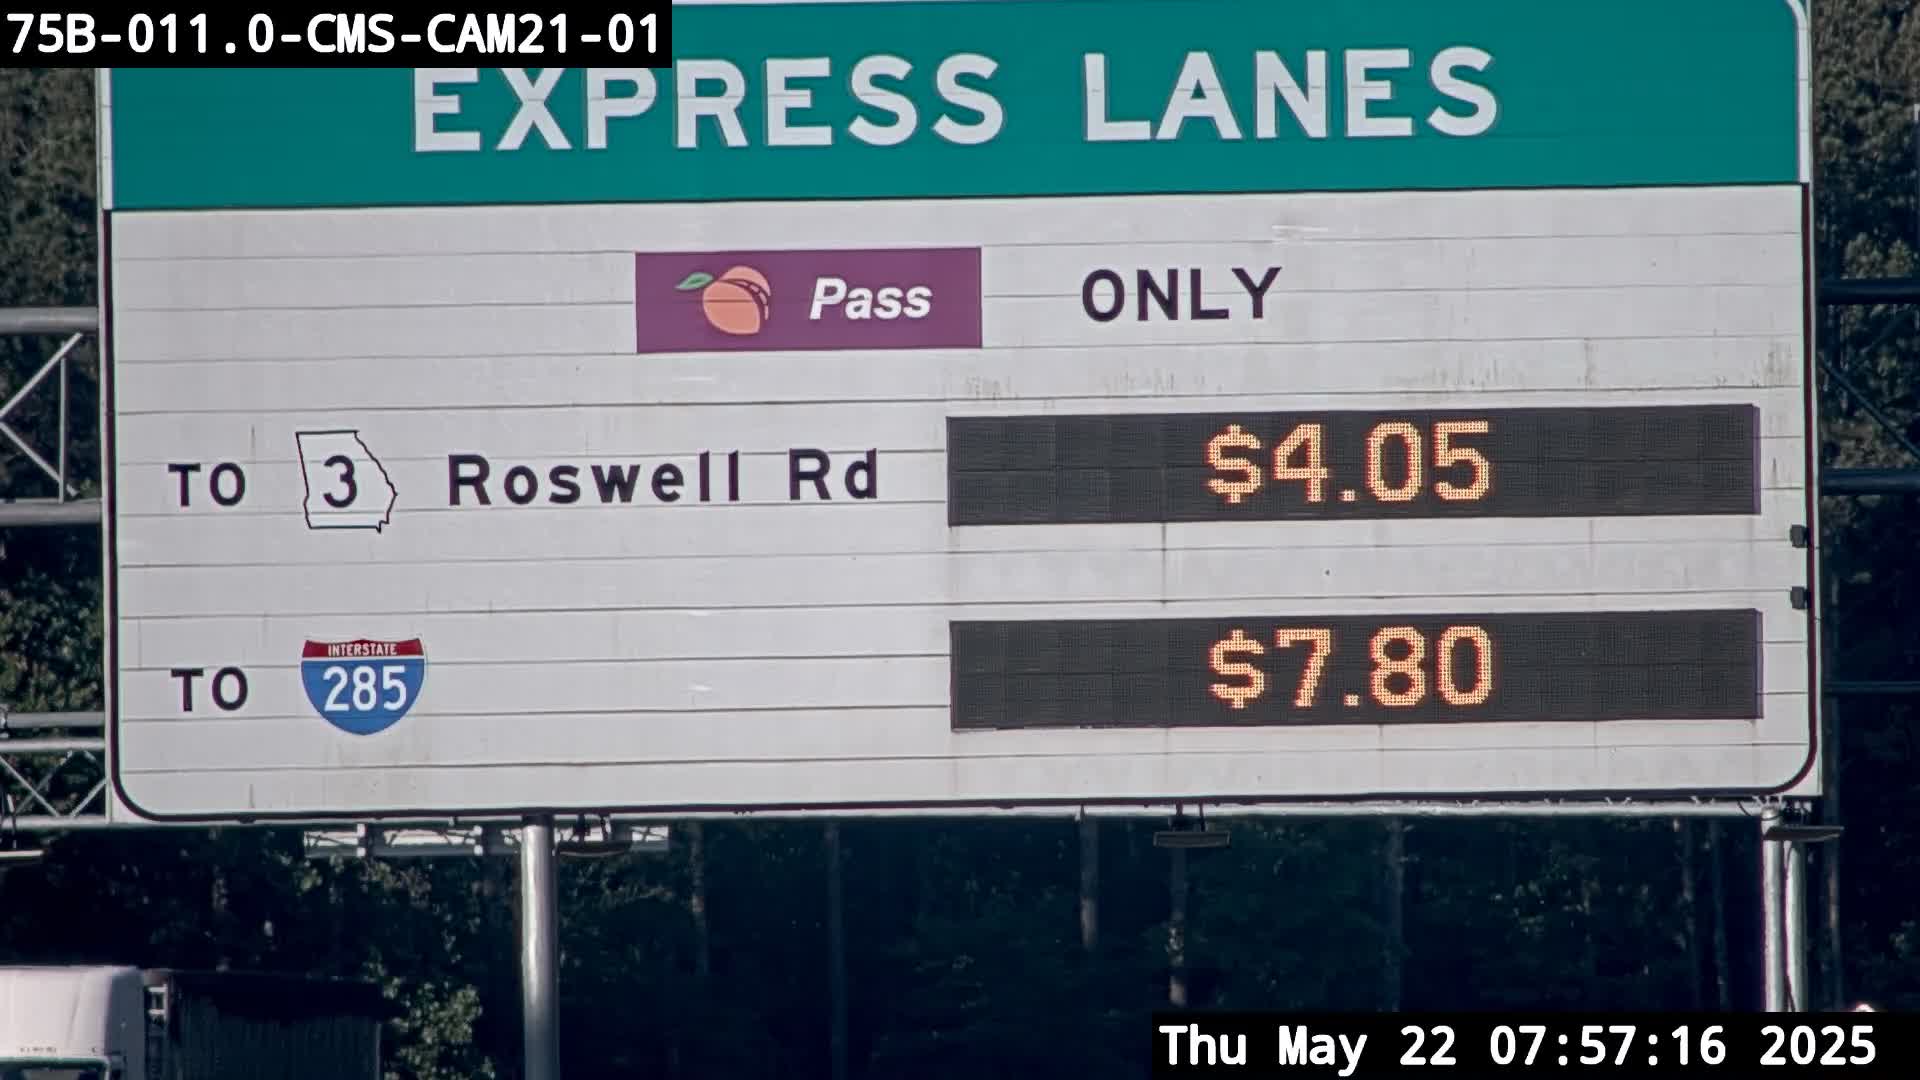 75B-011.0-CMS-CAM21-01
EXPRESS LANES
Pass ONLY
TO 3 Roswell Rd $4.05
TO INTERSTATE 285 $7.80
Thu May 22 07:57:16 2025